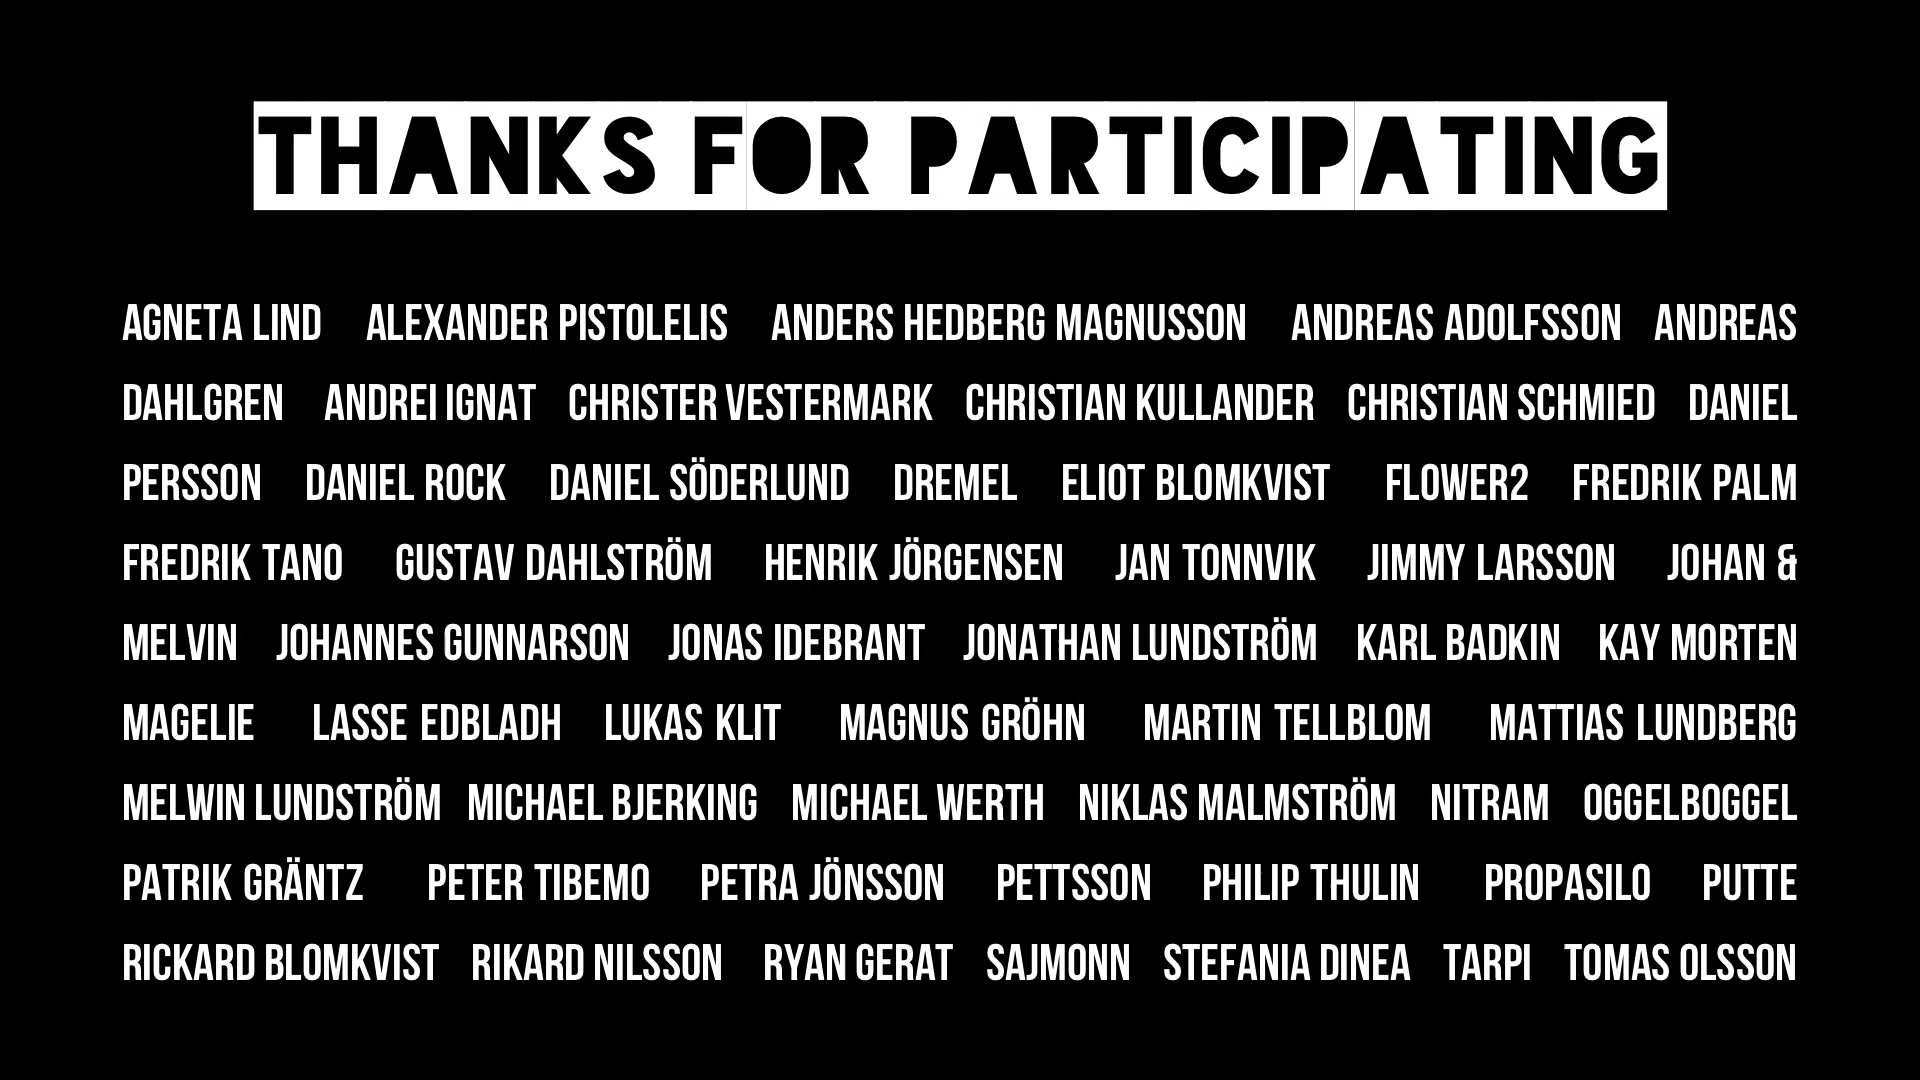 THANKS FOR PARTICIPATING
AGNETA LIND ALEXANDER PISTOLELIS ANDERS HEDBERG MAGNUSSON ANDREAS ADOLFSSON ANDREAS
DAHLGREN ANDREI IGNAT CHRISTER VESTERMARK CHRISTIAN KULLANDER CHRISTIAN SCHMIED DANIEL
PERSSON DANIEL ROCK DANIEL SÖDERLUND DREMEL ELIOT BLOMKVIST FLOWER2 FREDRIK PALM
FREDRIK TANO GUSTAV DAHLSTRÖM HENRIK JÖRGENSEN JAN TONNVIK JIMMY LARSSON JOHAN &
MELVIN JOHANNES GUNNARSON JONAS IDEBRANT JONATHAN LUNDSTRÖM KARL BADKIN KAY MORTEN
MAGELIE LASSE EDBLADH LUKAS KLIT MAGNUS GRÖHN MARTIN TELLBLOM MATTIAS LUNDBERG
MELWIN LUNDSTRÖM MICHAEL BJERKING MICHAEL WERTH NIKLAS MALMSTRÖM NITRAM OGGELBOGGEL
PATRIK GRÄNTZ PETER TIBEMO PETRA JÖNSSON PETTSSON PHILIP THULIN PROPASILO PUTTE
RICKARD BLOMKVIST RIKARD NILSSON RYAN GERAT SAJMONN STEFANIA DINEA TARPI TOMAS OLSSON